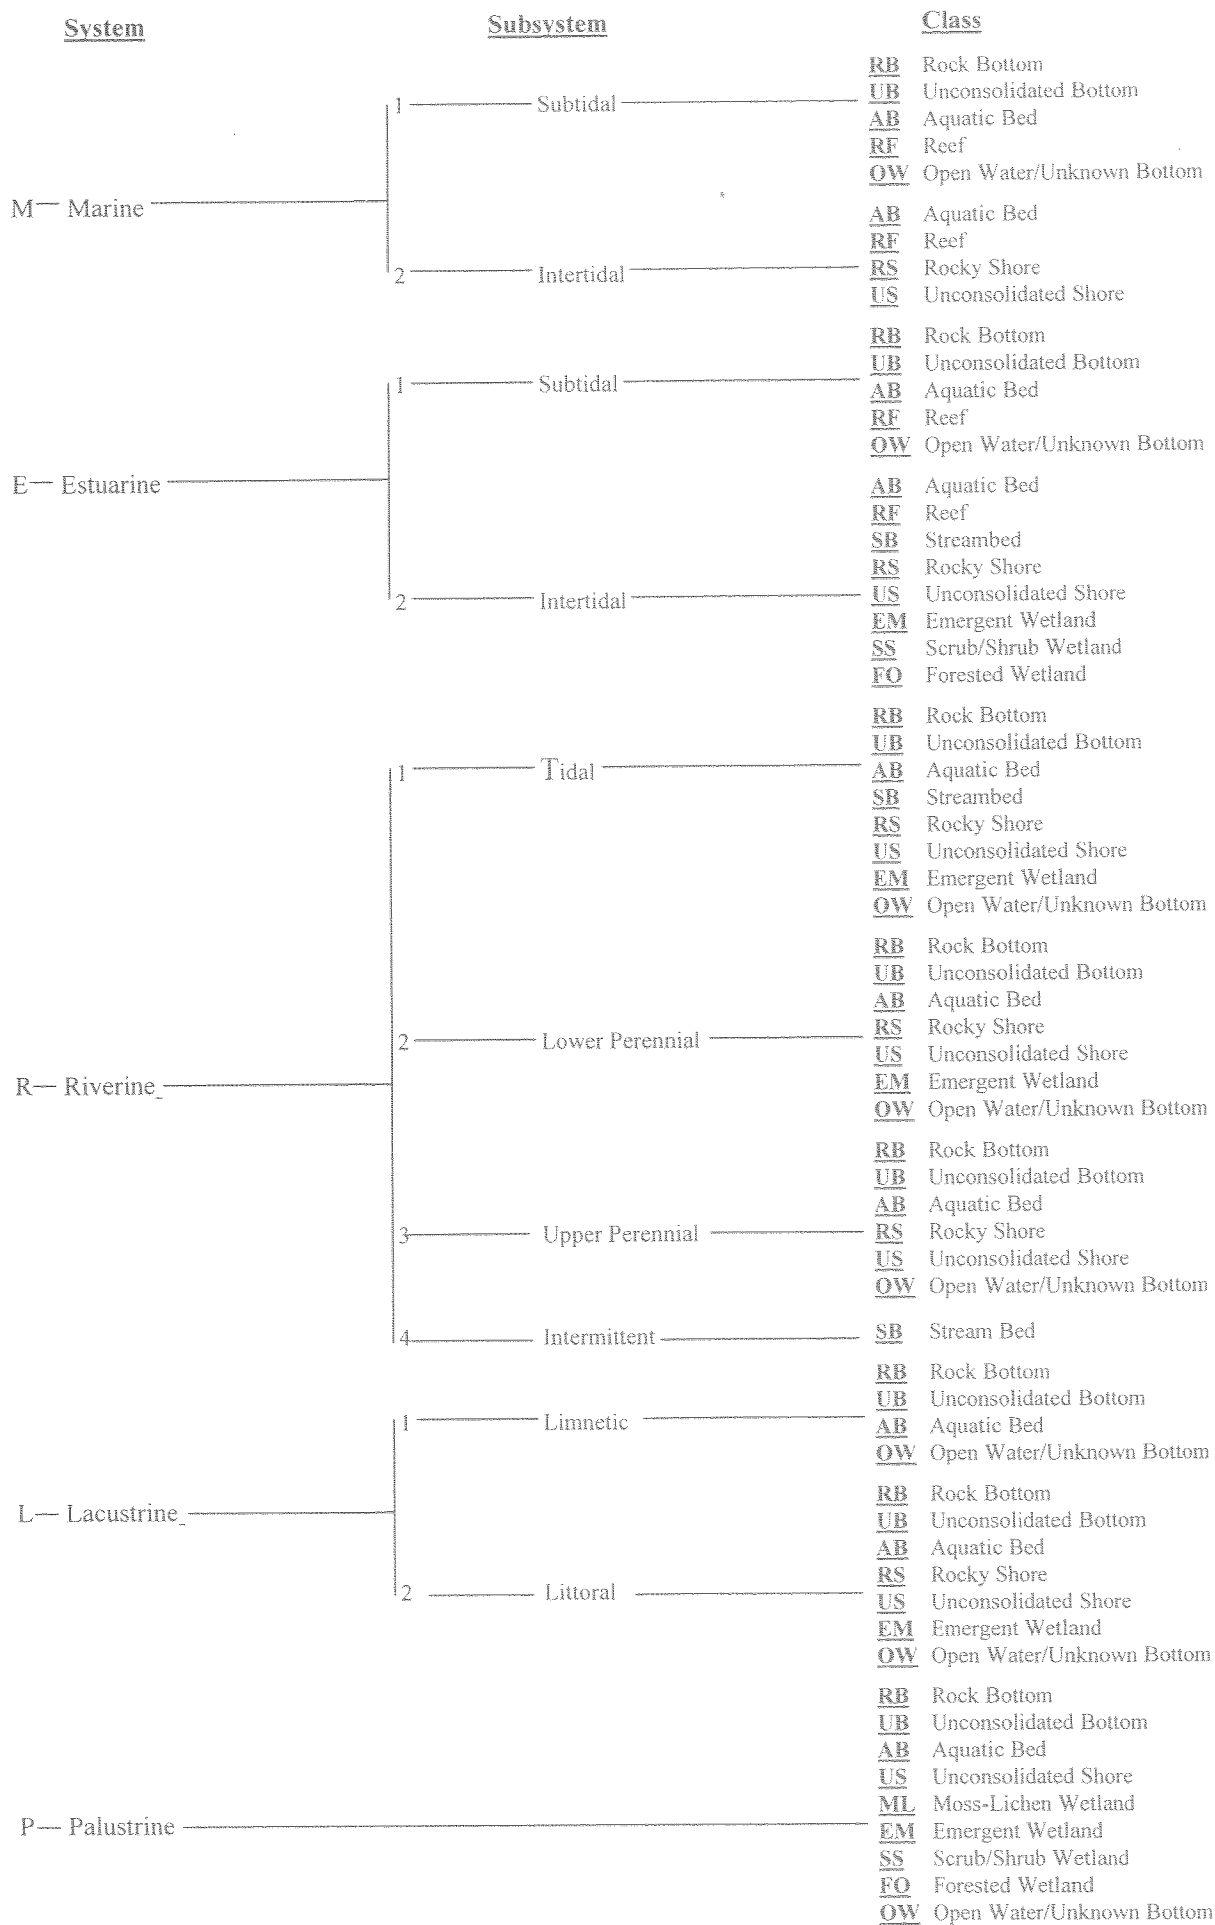 System Subsystem Class
RB Rock Bottom
UB Unconsolidated Bottom
1 Subtidal
AB Aquatic Bed
RF Reef
OW Open Water/Unknown Bottom
M— Marine
AB Aquatic Bed
RF Reef
2 Intertidal RS Rocky Shore
US Unconsolidated Shore
RB Rock Bottom
UB Unconsolidated Bottom
1 Subtidal
AB Aquatic Bed
RF Reef
OW Open Water/Unknown Bottom
E— Estuarine
AB Aquatic Bed
RF Reef
SB Streambed
RS Rocky Shore
2 Intertidal US Unconsolidated Shore
EM Emergent Wetland
SS Scrub/Shrub Wetland
FO Forested Wetland
RB Rock Bottom
UB Unconsolidated Bottom
1 Tidal AB Aquatic Bed
SB Streambed
RS Rocky Shore
US Unconsolidated Shore
EM Emergent Wetland
OW Open Water/Unknown Bottom
RB Rock Bottom
UB Unconsolidated Bottom
AB Aquatic Bed
RS Rocky Shore
2 Lower Perennial
US Unconsolidated Shore
EM Emergent Wetland
R— Riverine
OW Open Water/Unknown Bottom
RB Rock Bottom
UB Unconsolidated Bottom
AB Aquatic Bed
3 Upper Perennial RS Rocky Shore
US Unconsolidated Shore
OW Open Water/Unknown Bottom
4 Intermittent SB Stream Bed
RB Rock Bottom
UB Unconsolidated Bottom
1 Limnetic AB Aquatic Bed
OW Open Water/Unknown Bottom
RB Rock Bottom
L— Lacustrine
UB Unconsolidated Bottom
AB Aquatic Bed
RS Rocky Shore
2 Littoral
US Unconsolidated Shore
EM Emergent Wetland
OW Open Water/Unknown Bottom
RB Rock Bottom
UB Unconsolidated Bottom
AB Aquatic Bed
US Unconsolidated Shore
ML Moss-Lichen Wetland
P— Palustrine
EM Emergent Wetland
SS Scrub/Shrub Wetland
FO Forested Wetland
OW Open Water/Unknown Bottom